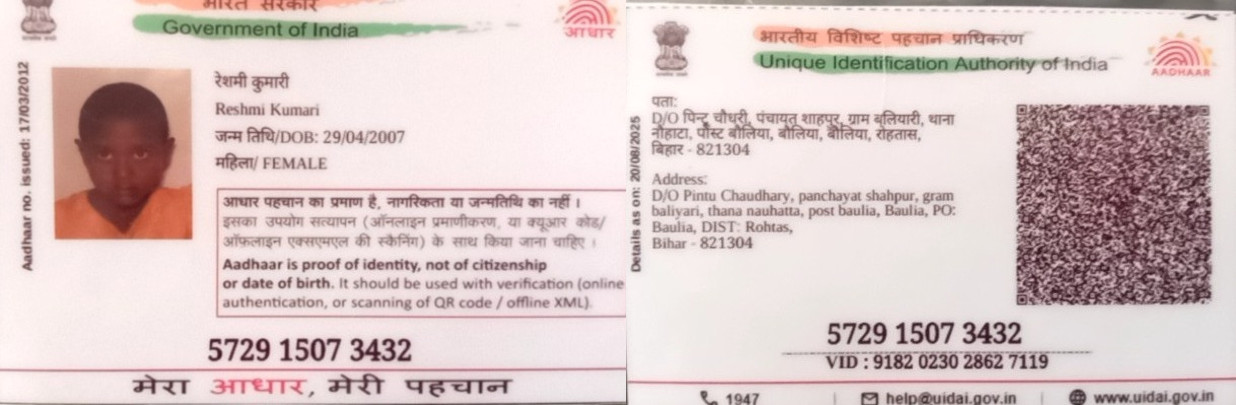 भारत सरकार
Government of India
आधार
Aadhaar no. issued: 17/03/2012
रेशमी कुमारी
Reshmi Kumari
जन्म तिथि/DOB: 29/04/2007
महिला/ FEMALE
आधार पहचान का प्रमाण है, नागरिकता या जन्मतिथि का नहीं ।
इसका उपयोग सत्यापन (ऑनलाइन प्रमाणीकरण, या क्यूआर कोड/
ऑफलाइन एक्सएमएल की स्कैनिंग) के साथ किया जाना चाहिए ।
Aadhaar is proof of identity, not of citizenship
or date of birth. It should be used with verification (online
authentication, or scanning of QR code / offline XML).
5729 1507 3432
मेरा आधार, मेरी पहचान
भारतीय विशिष्ट पहचान प्राधिकरण
Unique Identification Authority of India
AADHAAR
Details as on: 20/08/2025
पता:
D/O पिन्टू चौधरी, पंचायत शाहपुर, ग्राम बलियारी, थाना
नौहाटा, पोस्ट बौलिया, बौलिया, बौलिया, रोहतास,
बिहार - 821304
Address:
D/O Pintu Chaudhary, panchayat shahpur, gram
baliyari, thana nauhatta, post baulia, Baulia, PO:
Baulia, DIST: Rohtas,
Bihar - 821304
5729 1507 3432
VID : 9182 0230 2862 7119
1947
help@uidai.gov.in
www.uidai.gov.in